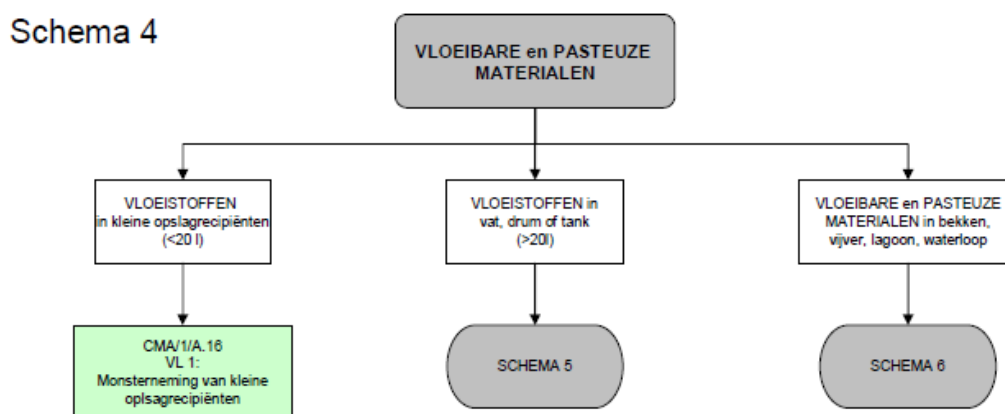 Schema 4
VLOEIBARE en PASTEUZE
MATERIALEN
VLOEISTOFFEN
in kleine opslagrecipiënten
(<20 l)
VLOEISTOFFEN in
vat, drum of tank
(>20l)
VLOEIBARE en PASTEUZE
MATERIALEN in bekken,
vijver, lagoon, waterloop
CMA/1/A.16
VL 1:
Monsterneming van kleine
oplsagrecipiënten
SCHEMA 5
SCHEMA 6